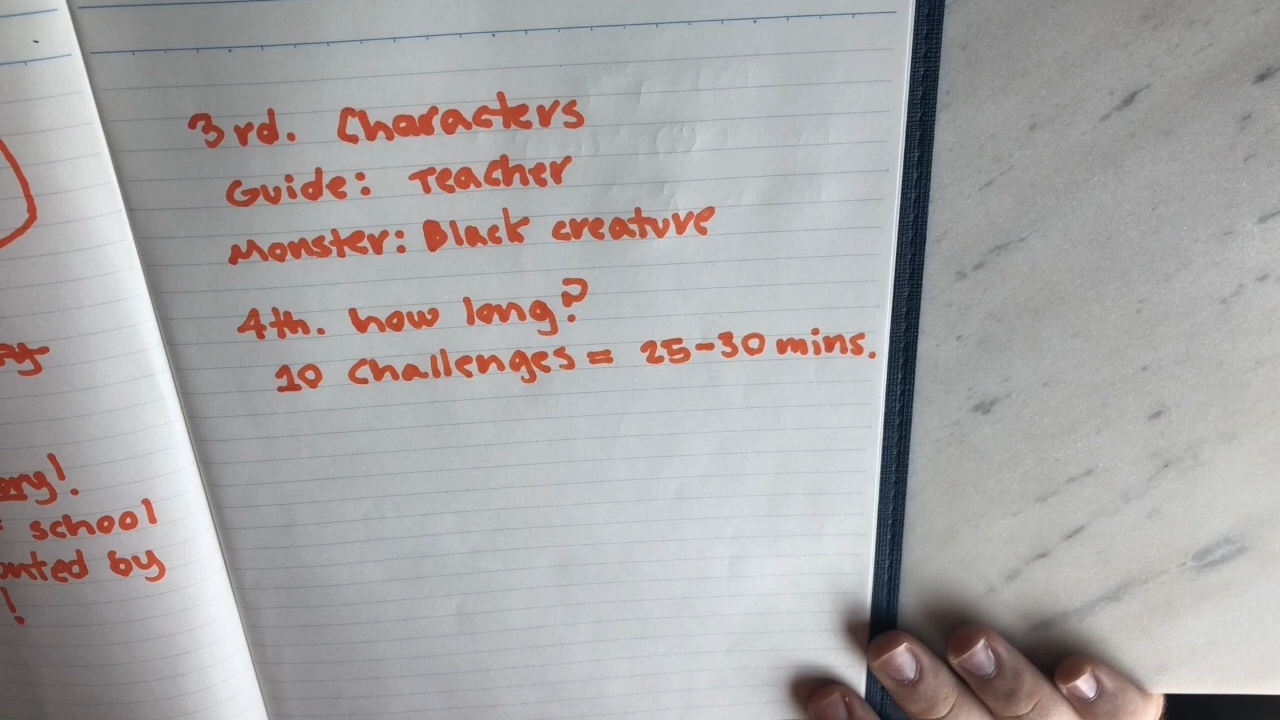 school
by
!
3rd. Characters
Guide: Teacher
Monster: Black creature
4th. how long?
10 Challenges = 25-30 mins.